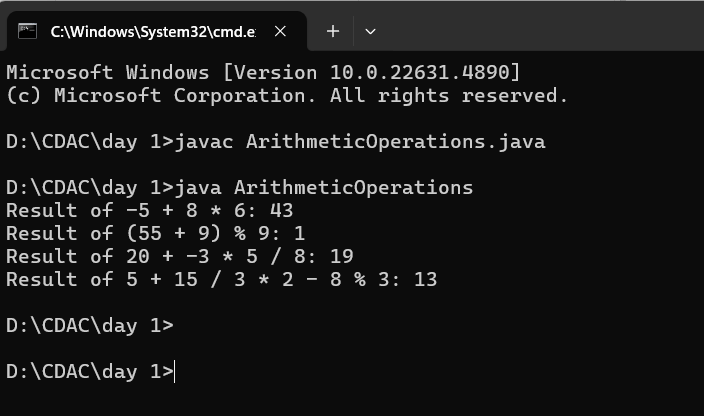 C:\Windows\System32\cmd.e
Microsoft Windows [Version 10.0.22631.4890]
(c) Microsoft Corporation. All rights reserved.
D:\CDAC\day 1>javac ArithmeticOperations.java
D:\CDAC\day 1>java ArithmeticOperations
Result of -5 + 8 * 6: 43
Result of (55 + 9) % 9: 1
Result of 20 + -3 * 5 / 8: 19
Result of 5 + 15 / 3 * 2 - 8 % 3: 13
D:\CDAC\day 1>
D:\CDAC\day 1>